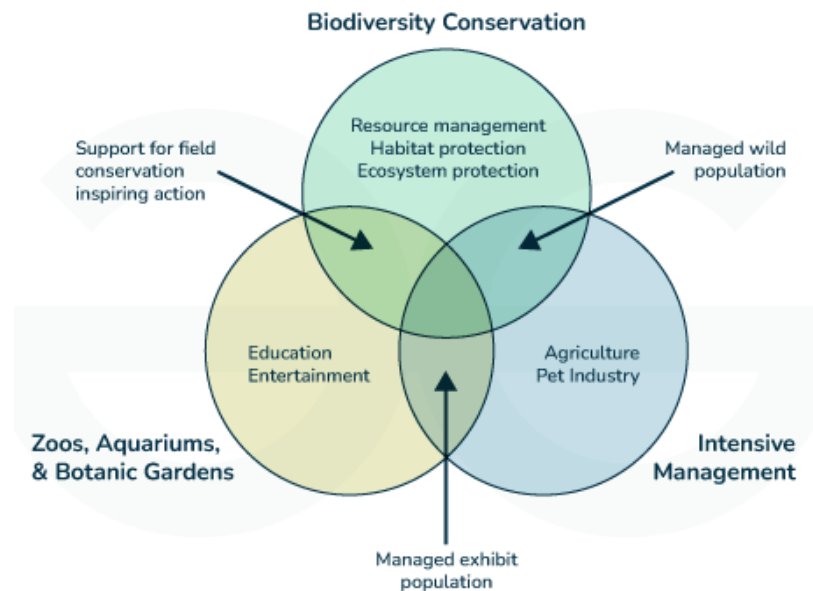 Biodiversity Conservation
Resource management
Habitat protection
Ecosystem protection
Support for field
conservation
inspiring action
Managed wild
population
Education
Entertainment
Agriculture
Pet Industry
Zoos, Aquariums,
& Botanic Gardens
Intensive
Management
Managed exhibit
population